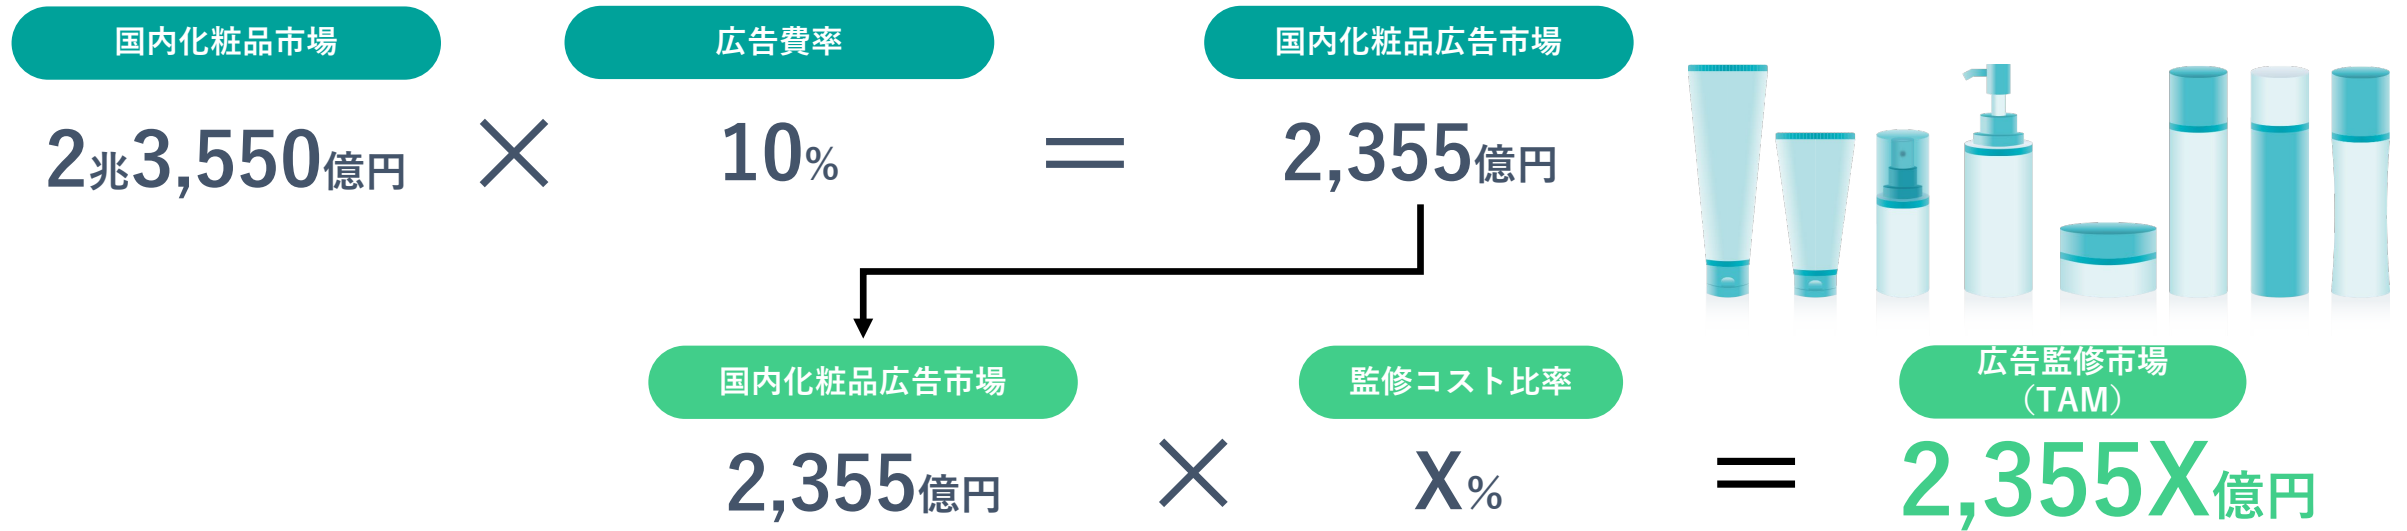 国内化粧品市場
広告費率
国内化粧品広告市場
2兆3,550億円
×
10%
=
2,355億円
国内化粧品広告市場
監修コスト比率
広告監修市場
（TAM）
2,355億円
×
X%
=
2,355X億円